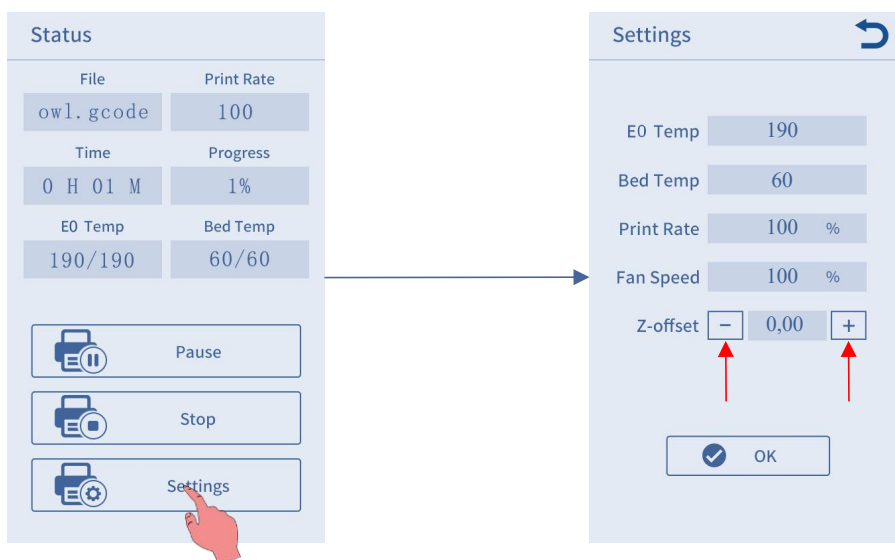 Status
File Print Rate
owl.gcode 100
Time Progress
0 H 01 M 1%
E0 Temp Bed Temp
190/190 60/60
Pause
Stop
Settings
Settings
E0 Temp 190
Bed Temp 60
Print Rate 100 %
Fan Speed 100 %
Z-offset − 0,00 +
OK